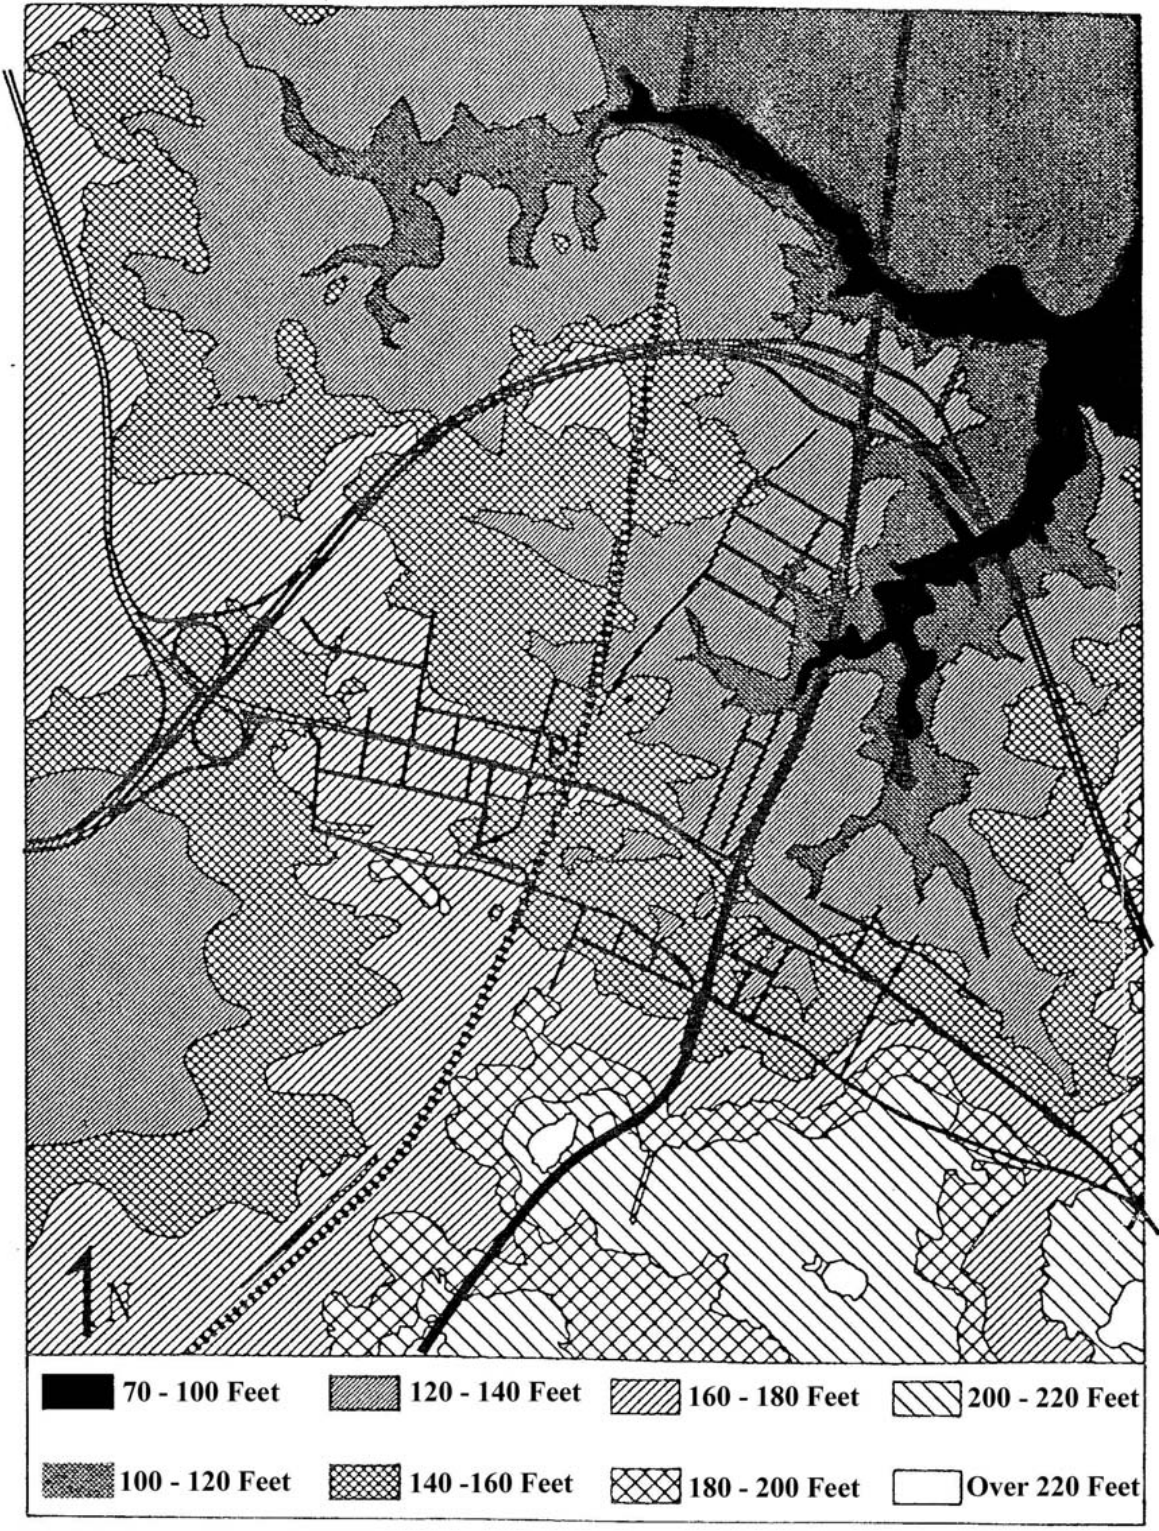 N
70 - 100 Feet
120 - 140 Feet
160 - 180 Feet
200 - 220 Feet
100 - 120 Feet
140 -160 Feet
180 - 200 Feet
Over 220 Feet